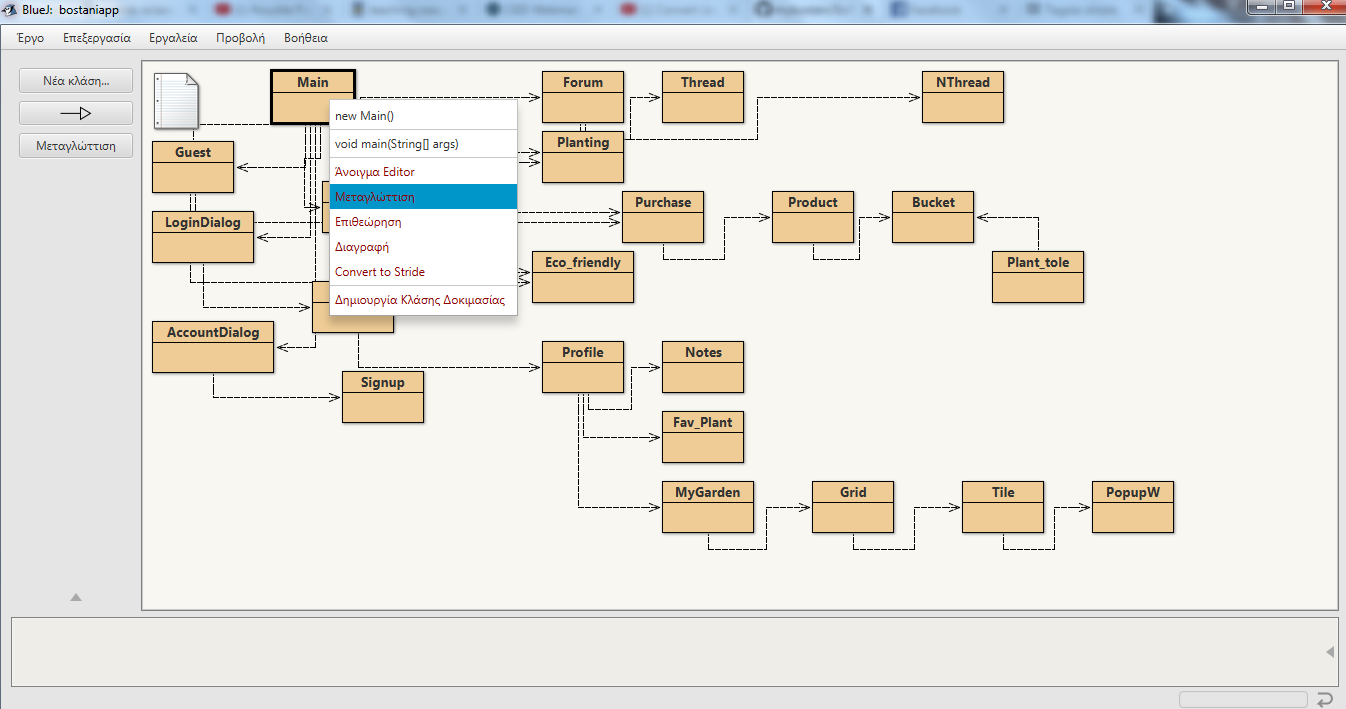 BlueJ: bostaniapp
Έργο Επεξεργασία Εργαλεία Προβολή Βοήθεια
Νέα κλάση...
Μεταγλώττιση
Main
Forum
Thread
NThread
new Main()
void main(String[] args)
Άνοιγμα Editor
Μεταγλώττιση
Επιθεώρηση
Διαγραφή
Convert to Stride
Δημιουργία Κλάσης Δοκιμασίας
Guest
Planting
LoginDialog
Purchase
Product
Bucket
Eco_friendly
Plant_tole
AccountDialog
Profile
Notes
Signup
Fav_Plant
MyGarden
Grid
Tile
PopupW